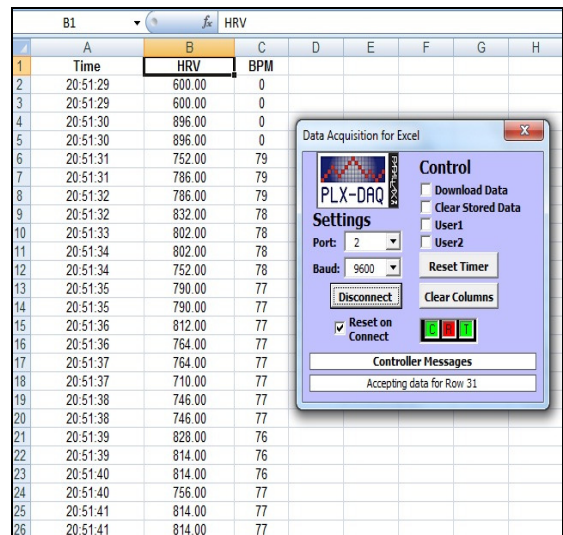 B1 fx HRV
A B C D E F G H
1 Time HRV BPM
2 20:51:29 600.00 0
3 20:51:29 600.00 0
4 20:51:30 896.00 0
5 20:51:30 896.00 0
6 20:51:31 752.00 79
7 20:51:31 786.00 79
8 20:51:32 786.00 79
9 20:51:32 832.00 78
10 20:51:33 802.00 78
11 20:51:34 802.00 78
12 20:51:34 752.00 78
13 20:51:35 790.00 77
14 20:51:35 790.00 77
15 20:51:36 812.00 77
16 20:51:36 764.00 77
17 20:51:37 764.00 77
18 20:51:37 710.00 77
19 20:51:38 746.00 77
20 20:51:38 746.00 77
21 20:51:39 828.00 76
22 20:51:39 814.00 76
23 20:51:40 814.00 76
24 20:51:40 756.00 77
25 20:51:41 814.00 77
26 20:51:41 814.00 77
Data Acquisition for Excel
PARALLAX
PLX-DAQ
Control
Download Data
Clear Stored Data
User1
User2
Settings
Port: 2
Baud: 9600
Reset Timer
Disconnect
Clear Columns
Reset on
Connect
C R T
Controller Messages
Accepting data for Row 31